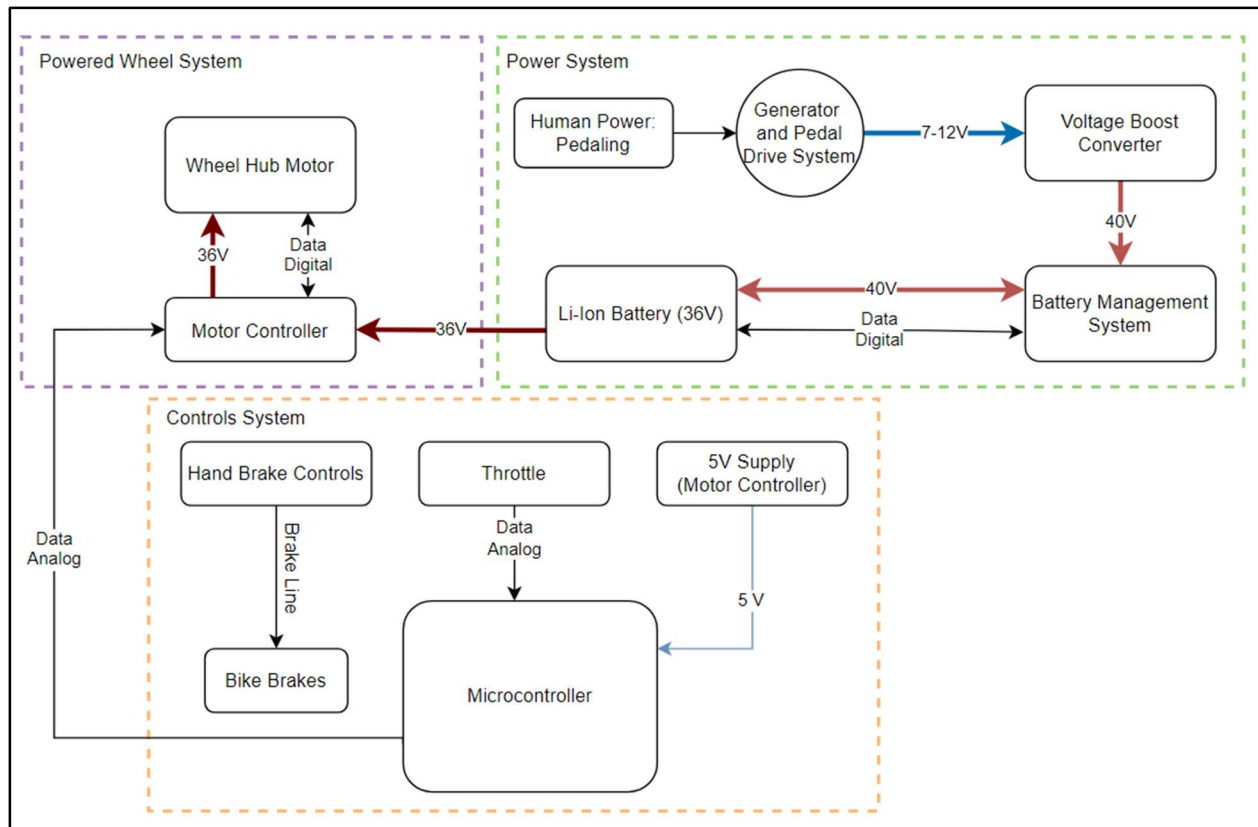 Powered Wheel System
Wheel Hub Motor
36V
Data
Digital
Motor Controller
36V
Power System
Human Power:
Pedaling
Generator
and Pedal
Drive System
7-12V
Voltage Boost
Converter
40V
Li-Ion Battery (36V)
40V
Data
Digital
Battery Management
System
Controls System
Hand Brake Controls
Brake Line
Bike Brakes
Throttle
Data
Analog
5V Supply
(Motor Controller)
5 V
Microcontroller
Data
Analog